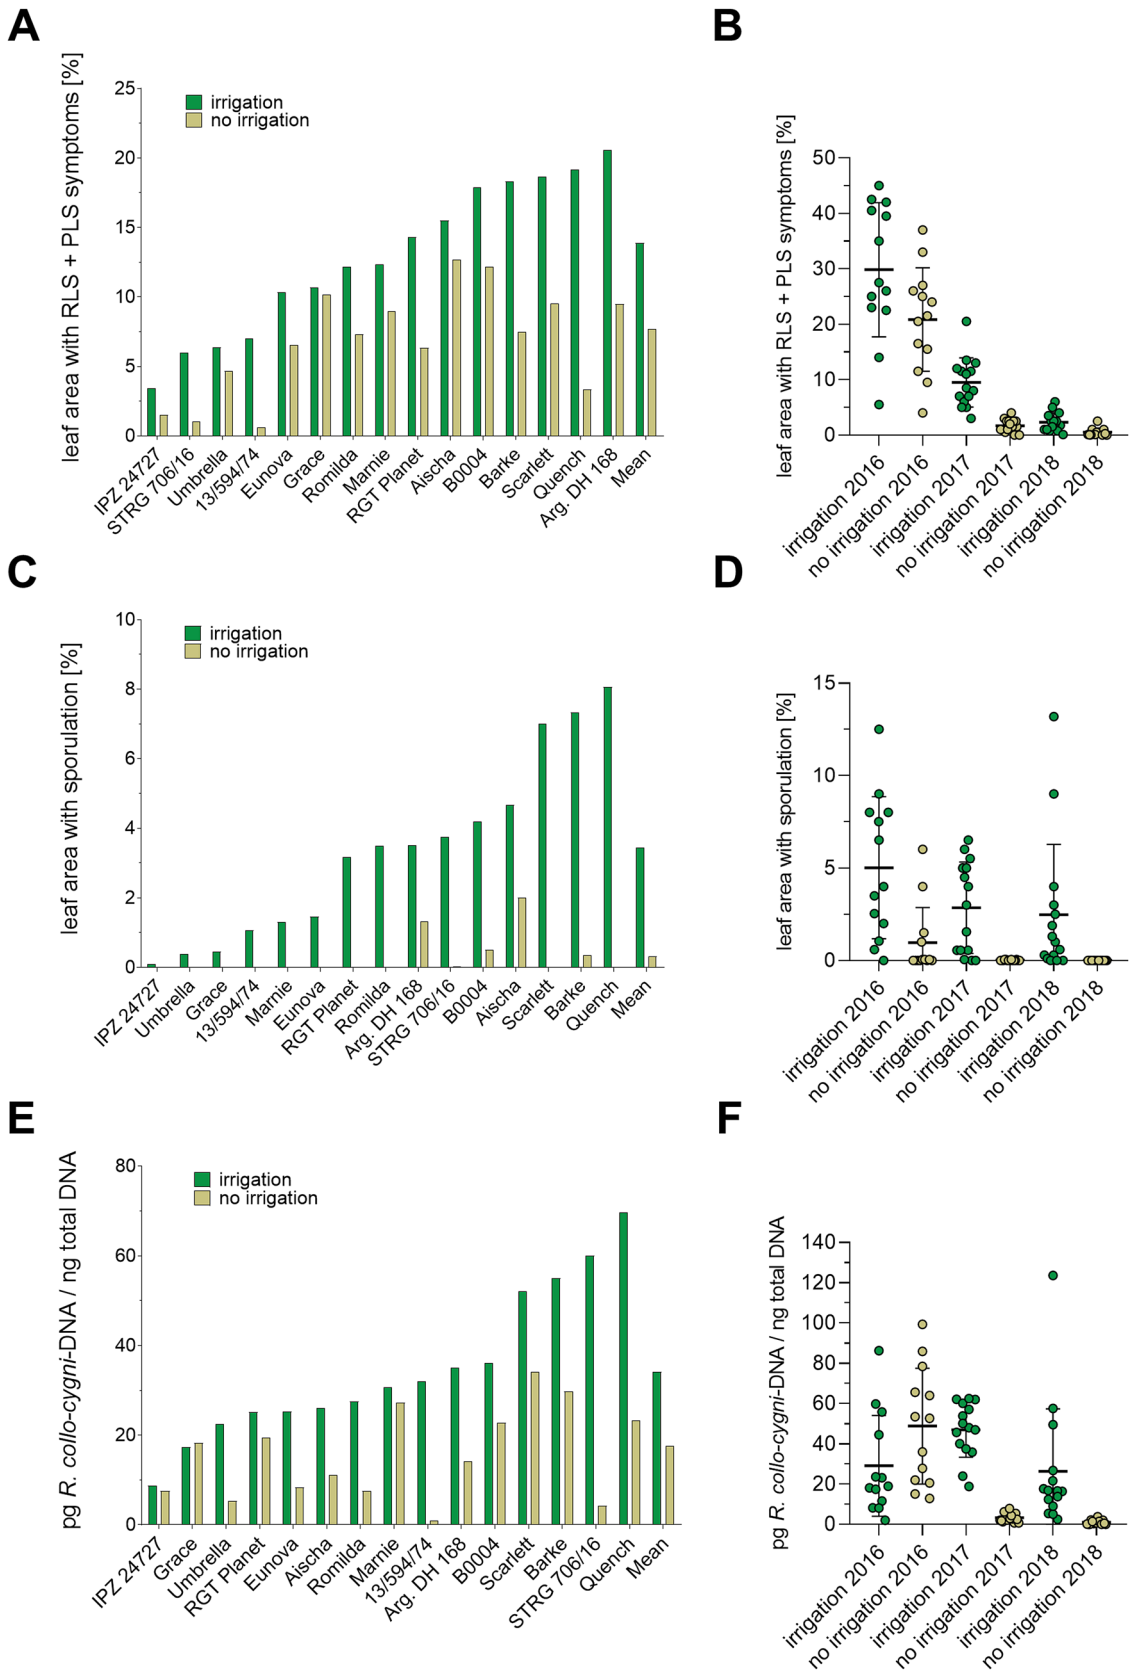 A
leaf area with RLS + PLS symptoms [%]
25
20
15
10
5
0
irrigation
no irrigation
IPZ 24727
STRG 706/16
Umbrella
13/594/74
Eunova
Grace
Romilda
Marnie
RGT Planet
Aischa
B0004
Barke
Scarlett
Quench
Arg. DH 168
Mean
B
leaf area with RLS + PLS symptoms [%]
50
40
30
20
10
0
irrigation 2016
no irrigation 2016
irrigation 2017
no irrigation 2017
irrigation 2018
no irrigation 2018
C
leaf area with sporulation [%]
10
8
6
4
2
0
irrigation
no irrigation
IPZ 24727
Umbrella
Grace
13/594/74
Marnie
Eunova
RGT Planet
Romilda
Arg. DH 168
STRG 706/16
B0004
Aischa
Scarlett
Barke
Quench
Mean
D
leaf area with sporulation [%]
15
10
5
0
irrigation 2016
no irrigation 2016
irrigation 2017
no irrigation 2017
irrigation 2018
no irrigation 2018
E
pg R. collo-cygni-DNA / ng total DNA
80
60
40
20
0
irrigation
no irrigation
IPZ 24727
Grace
Umbrella
RGT Planet
Eunova
Aischa
Romilda
Marnie
13/594/74
Arg. DH 168
B0004
Scarlett
Barke
STRG 706/16
Quench
Mean
F
pg R. collo-cygni-DNA / ng total DNA
140
120
100
80
60
40
20
0
irrigation 2016
no irrigation 2016
irrigation 2017
no irrigation 2017
irrigation 2018
no irrigation 2018